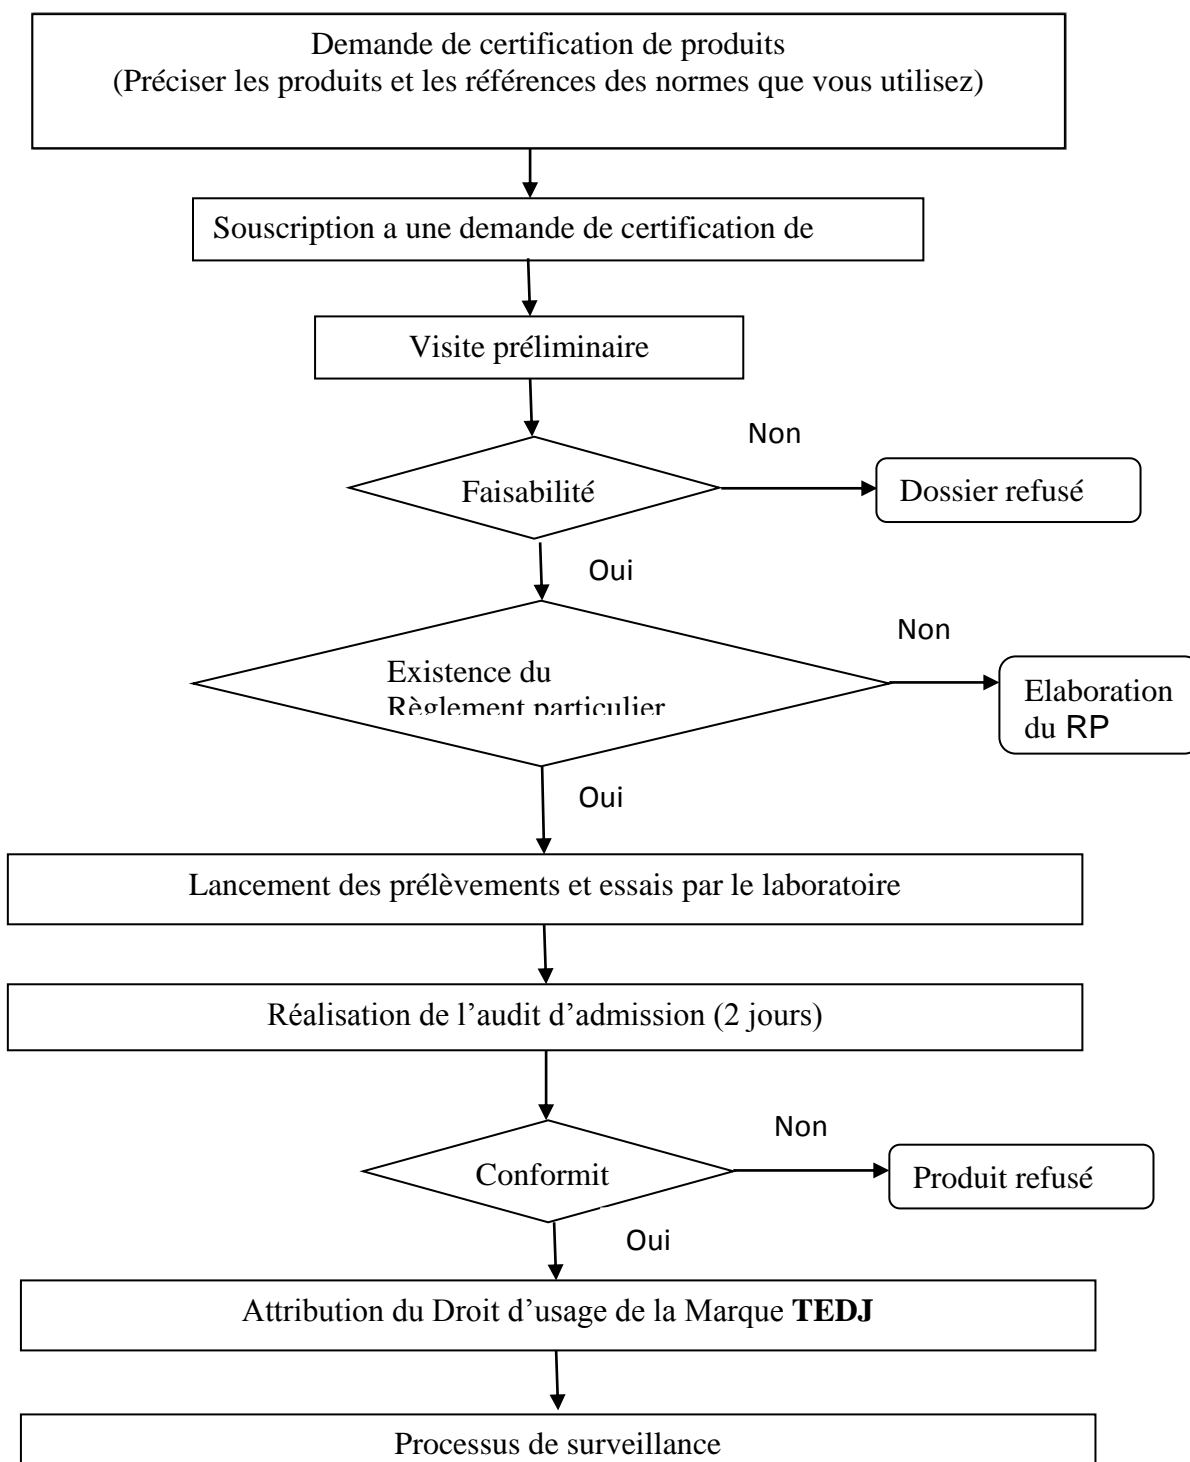 Demande de certification de produits
(Préciser les produits et les références des normes que vous utilisez)
Souscription a une demande de certification de
Visite préliminaire
Non
Faisabilité
Dossier refusé
Oui
Non
Existence du
Règlement particulier
Elaboration
du RP
Oui
Lancement des prélèvements et essais par le laboratoire
Réalisation de l’audit d’admission (2 jours)
Non
Conformit
Produit refusé
Oui
Attribution du Droit d’usage de la Marque TEDJ
Processus de surveillance